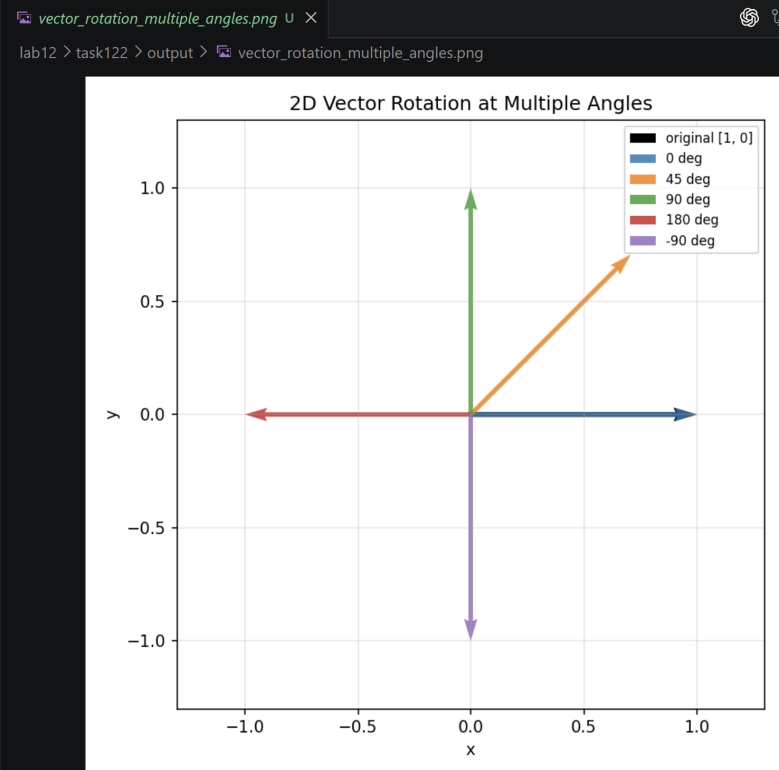 vector_rotation_multiple_angles.png U
lab12 > task122 > output > vector_rotation_multiple_angles.png
2D Vector Rotation at Multiple Angles
original [1, 0]
0 deg
45 deg
90 deg
180 deg
-90 deg
1.0
0.5
0.0
−0.5
−1.0
y
−1.0 −0.5 0.0 0.5 1.0
x